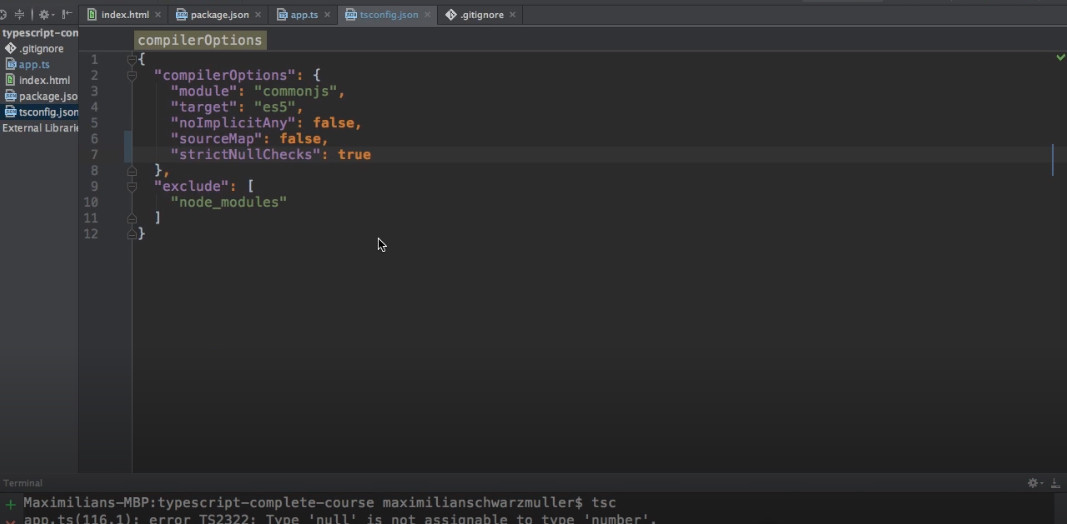 index.html package.json app.ts tsconfig.json .gitignore
typescript-con
.gitignore
app.ts
index.html
package.jso
tsconfig.json
External Librari
compilerOptions
1 {
2 "compilerOptions": {
3 "module": "commonjs",
4 "target": "es5",
5 "noImplicitAny": false,
6 "sourceMap": false,
7 "strictNullChecks": true
8 },
9 "exclude": [
10 "node_modules"
11 ]
12 }
Terminal
Maximilians-MBP:typescript-complete-course maximilianschwarzmuller$ tsc
app.ts(116,1): error TS2322: Type 'null' is not assignable to type 'number'.